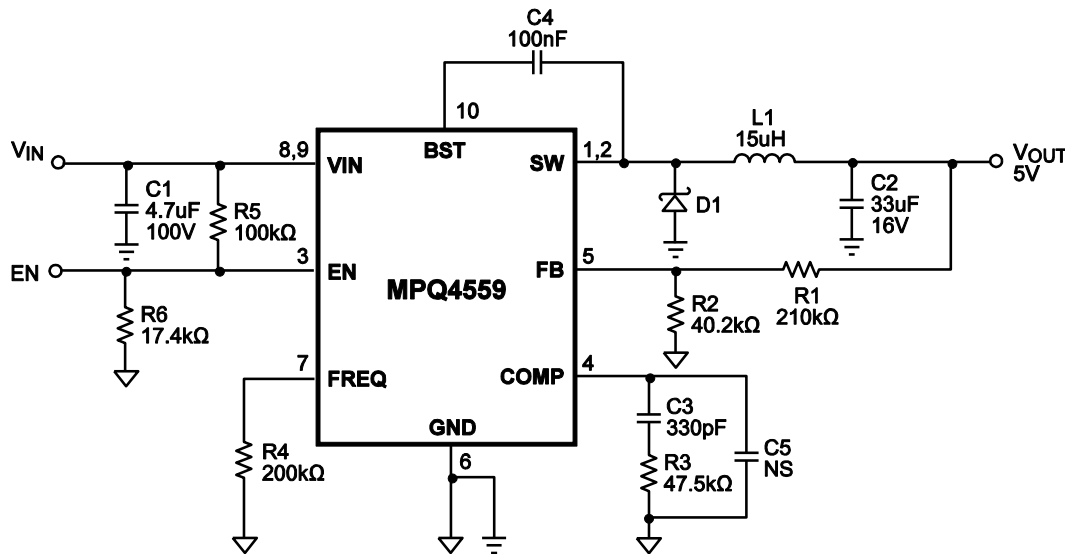 C4
100nF
10
VIN
8,9
VIN
BST
SW
1,2
L1
15uH
VOUT
5V
C1
4.7uF
100V
R5
100kΩ
D1
C2
33uF
16V
EN
3
EN
MPQ4559
FB
5
R6
17.4kΩ
R2
40.2kΩ
R1
210kΩ
7
FREQ
COMP
4
GND
6
R4
200kΩ
C3
330pF
R3
47.5kΩ
C5
NS